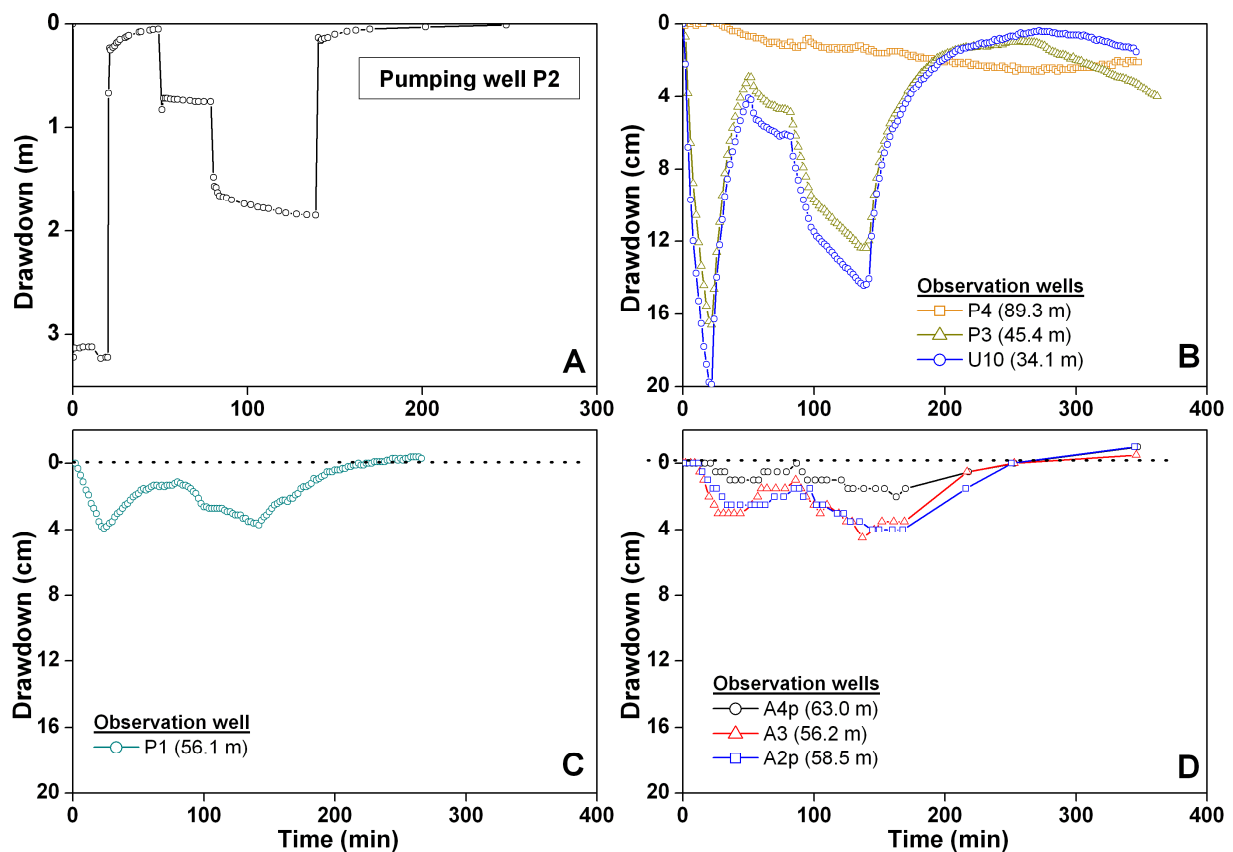 0
1
2
3
Drawdown (m)
Pumping well P2
A
0
100
200
300
0
4
8
12
16
20
Drawdown (cm)
Observation wells
P4 (89.3 m)
P3 (45.4 m)
U10 (34.1 m)
B
0
100
200
300
400
0
4
8
12
16
20
Drawdown (cm)
Observation well
P1 (56.1 m)
C
0
100
200
300
400
Time (min)
0
4
8
12
16
20
Drawdown (cm)
Observation wells
A4p (63.0 m)
A3 (56.2 m)
A2p (58.5 m)
D
0
100
200
300
400
Time (min)